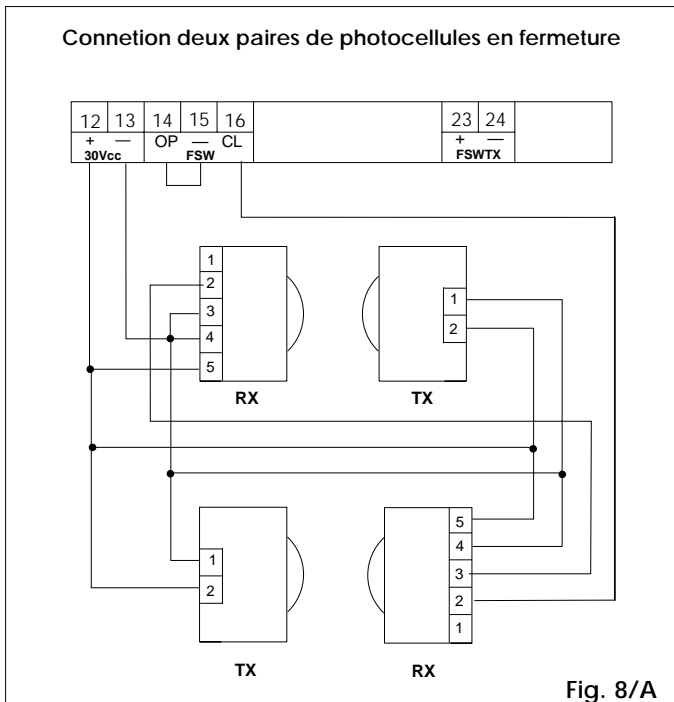 Connetion deux paires de photocellules en fermeture
12 13 14 15 16 23 24
+ — OP — CL + —
30Vcc FSW FSWTX
1
2
3
4
5
RX
1
2
TX
1
2
TX
5
4
3
2
1
RX
Fig. 8/A